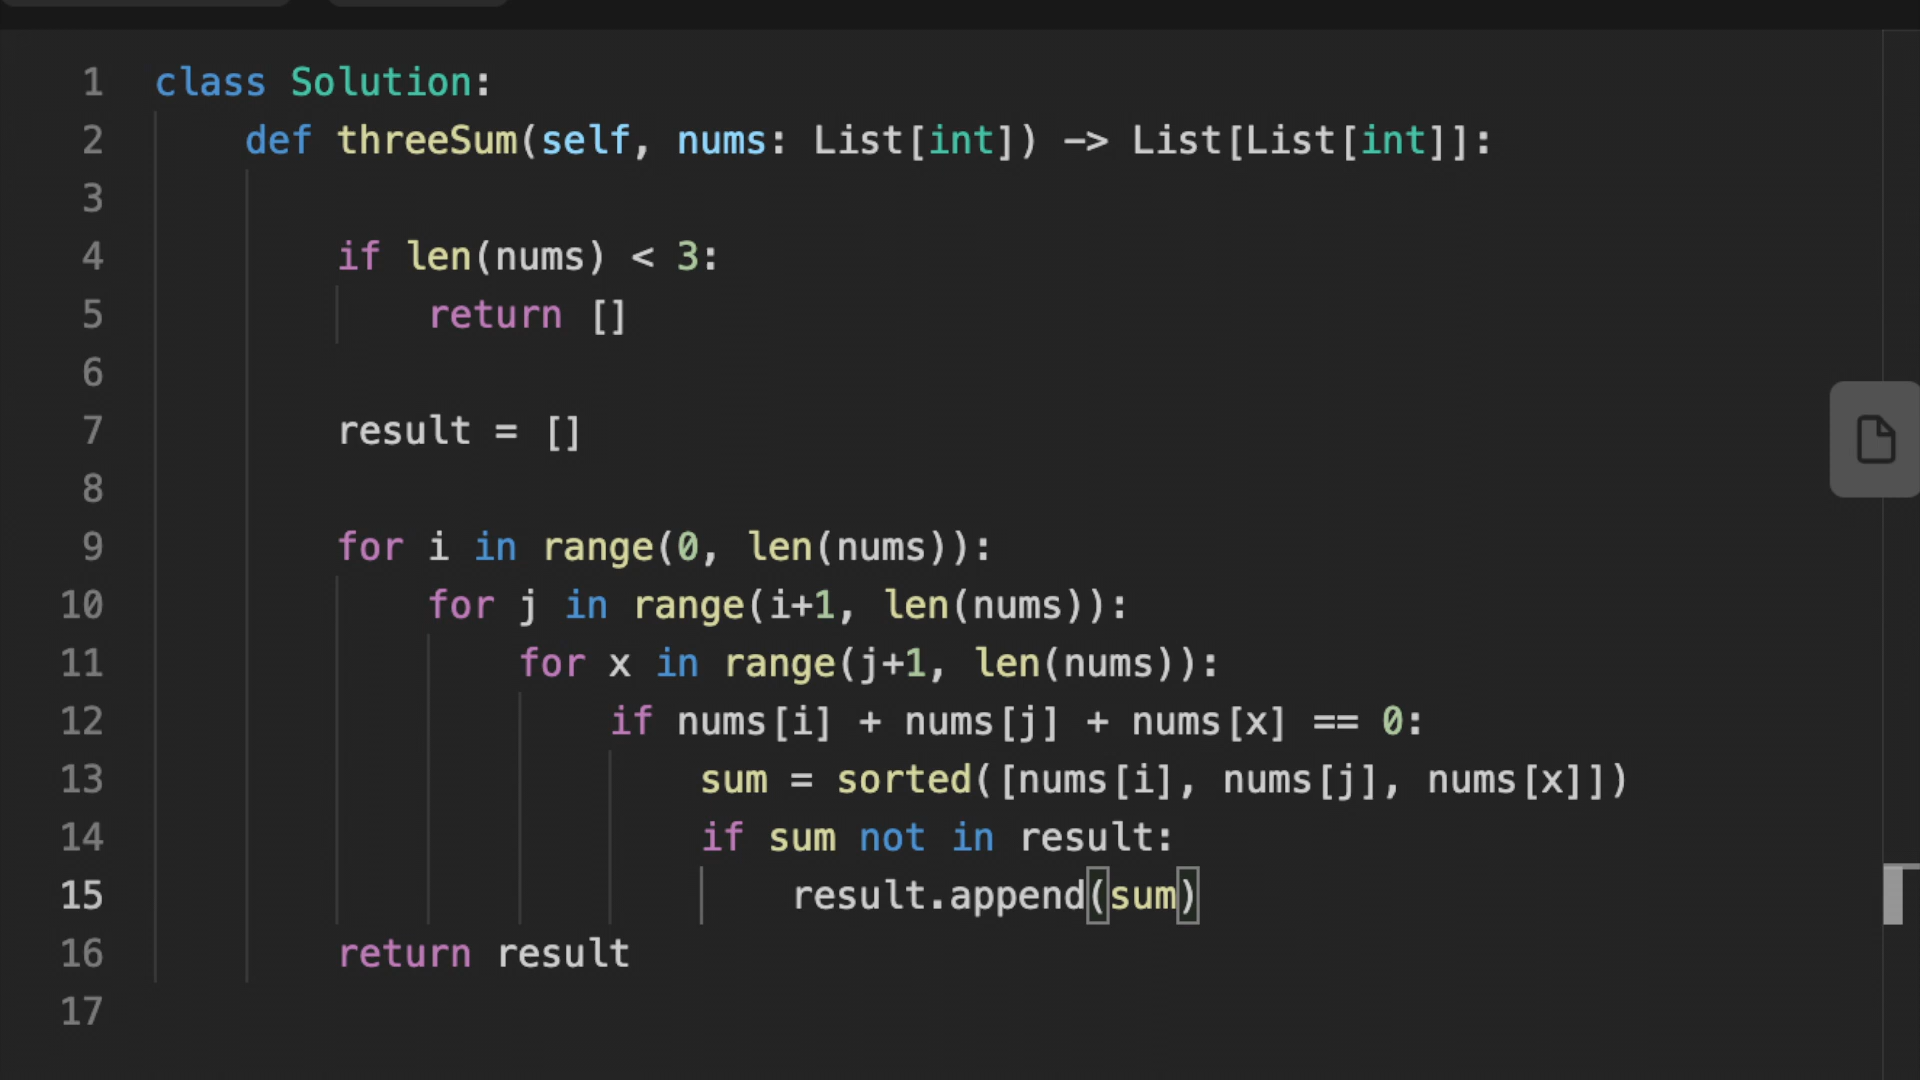 1 class Solution:
2     def threeSum(self, nums: List[int]) -> List[List[int]]:
3
4         if len(nums) < 3:
5             return []
6
7         result = []
8
9         for i in range(0, len(nums)):
10             for j in range(i+1, len(nums)):
11                 for x in range(j+1, len(nums)):
12                     if nums[i] + nums[j] + nums[x] == 0:
13                         sum = sorted([nums[i], nums[j], nums[x]])
14                         if sum not in result:
15                             result.append(sum)
16         return result
17